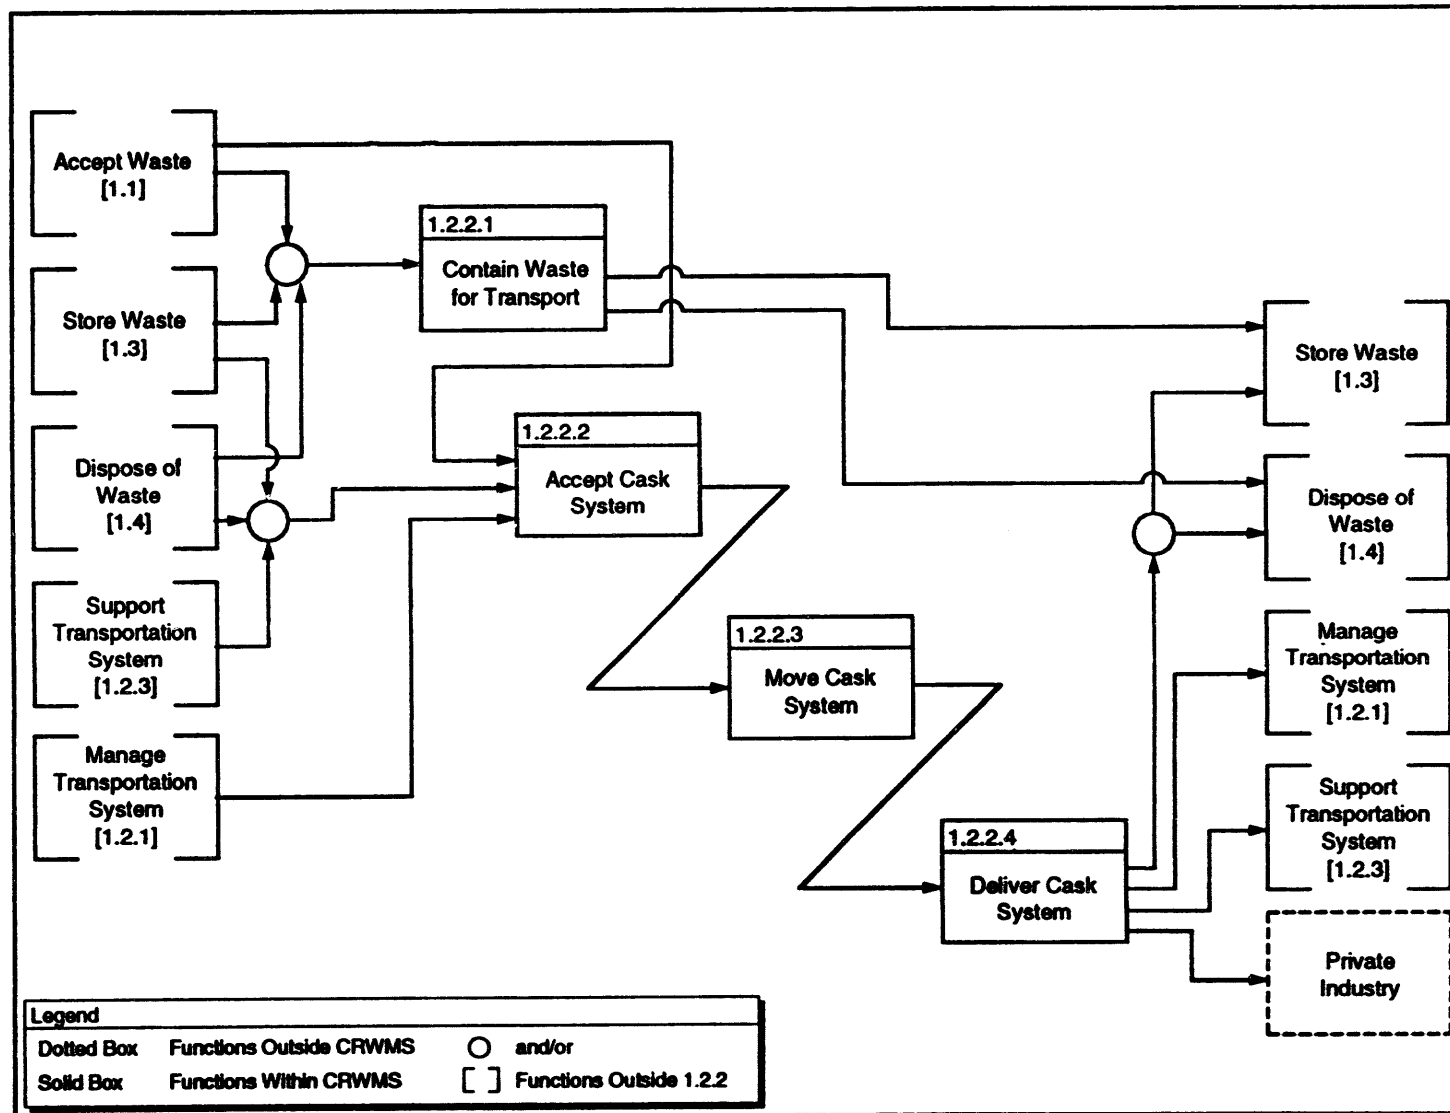 Accept Waste
[1.1]
Store Waste
[1.3]
Dispose of
Waste
[1.4]
Support
Transportation
System
[1.2.3]
Manage
Transportation
System
[1.2.1]
1.2.2.1
Contain Waste
for Transport
1.2.2.2
Accept Cask
System
1.2.2.3
Move Cask
System
1.2.2.4
Deliver Cask
System
Store Waste
[1.3]
Dispose of
Waste
[1.4]
Manage
Transportation
System
[1.2.1]
Support
Transportation
System
[1.2.3]
Private
Industry
Legend
Dotted Box Functions Outside CRWMS and/or
Solid Box Functions Within CRWMS [ ] Functions Outside 1.2.2